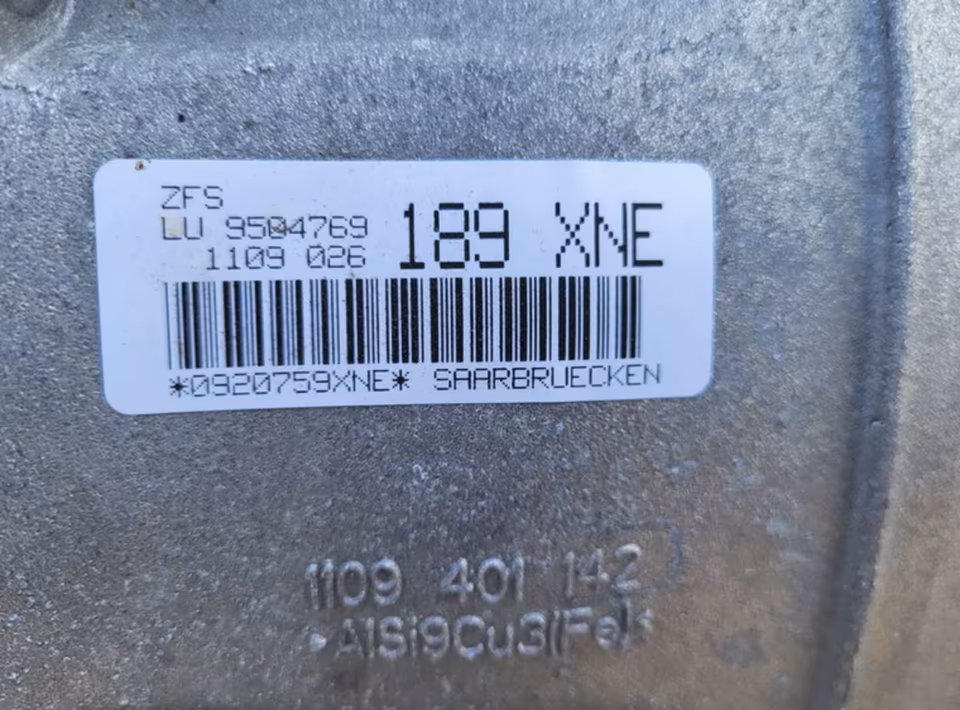 ZFS
LU 9504769
1109 026
189 XNE
*0920759XNE* SAARBRUECKEN
1109 401 142
AlSi9Cu3(Fe)